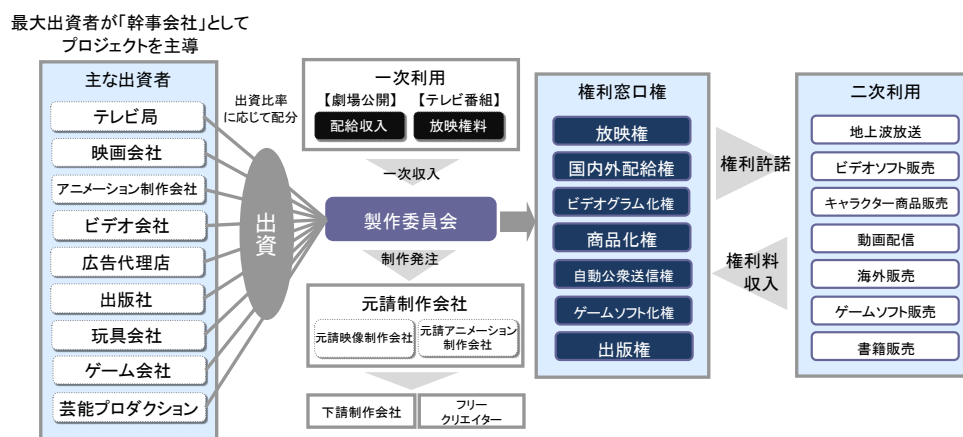 最大出資者が「幹事会社」として
プロジェクトを主導
主な出資者
テレビ局
映画会社
アニメーション制作会社
ビデオ会社
広告代理店
出版社
玩具会社
ゲーム会社
芸能プロダクション
出資比率
に応じて配分
出資
一次利用
【劇場公開】 【テレビ番組】
配給収入 放映権料
一次収入
製作委員会
制作発注
元請制作会社
元請映像制作会社
元請アニメーション
制作会社
下請制作会社
フリー
クリエイター
権利窓口権
放映権
国内外配給権
ビデオグラム化権
商品化権
自動公衆送信権
ゲームソフト化権
出版権
権利許諾
権利料
収入
二次利用
地上波放送
ビデオソフト販売
キャラクター商品販売
動画配信
海外販売
ゲームソフト販売
書籍販売